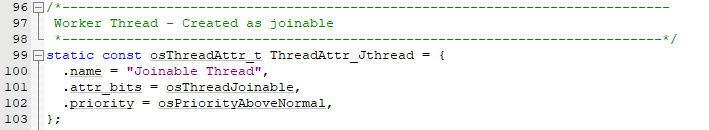 96 /*----------------------------------------------------------------------------
97 Worker Thread - Created as joinable
98 *---------------------------------------------------------------------------*/
99 static const osThreadAttr_t ThreadAttr_Jthread = {
100 .name = "Joinable Thread",
101 .attr_bits = osThreadJoinable,
102 .priority = osPriorityAboveNormal,
103 };